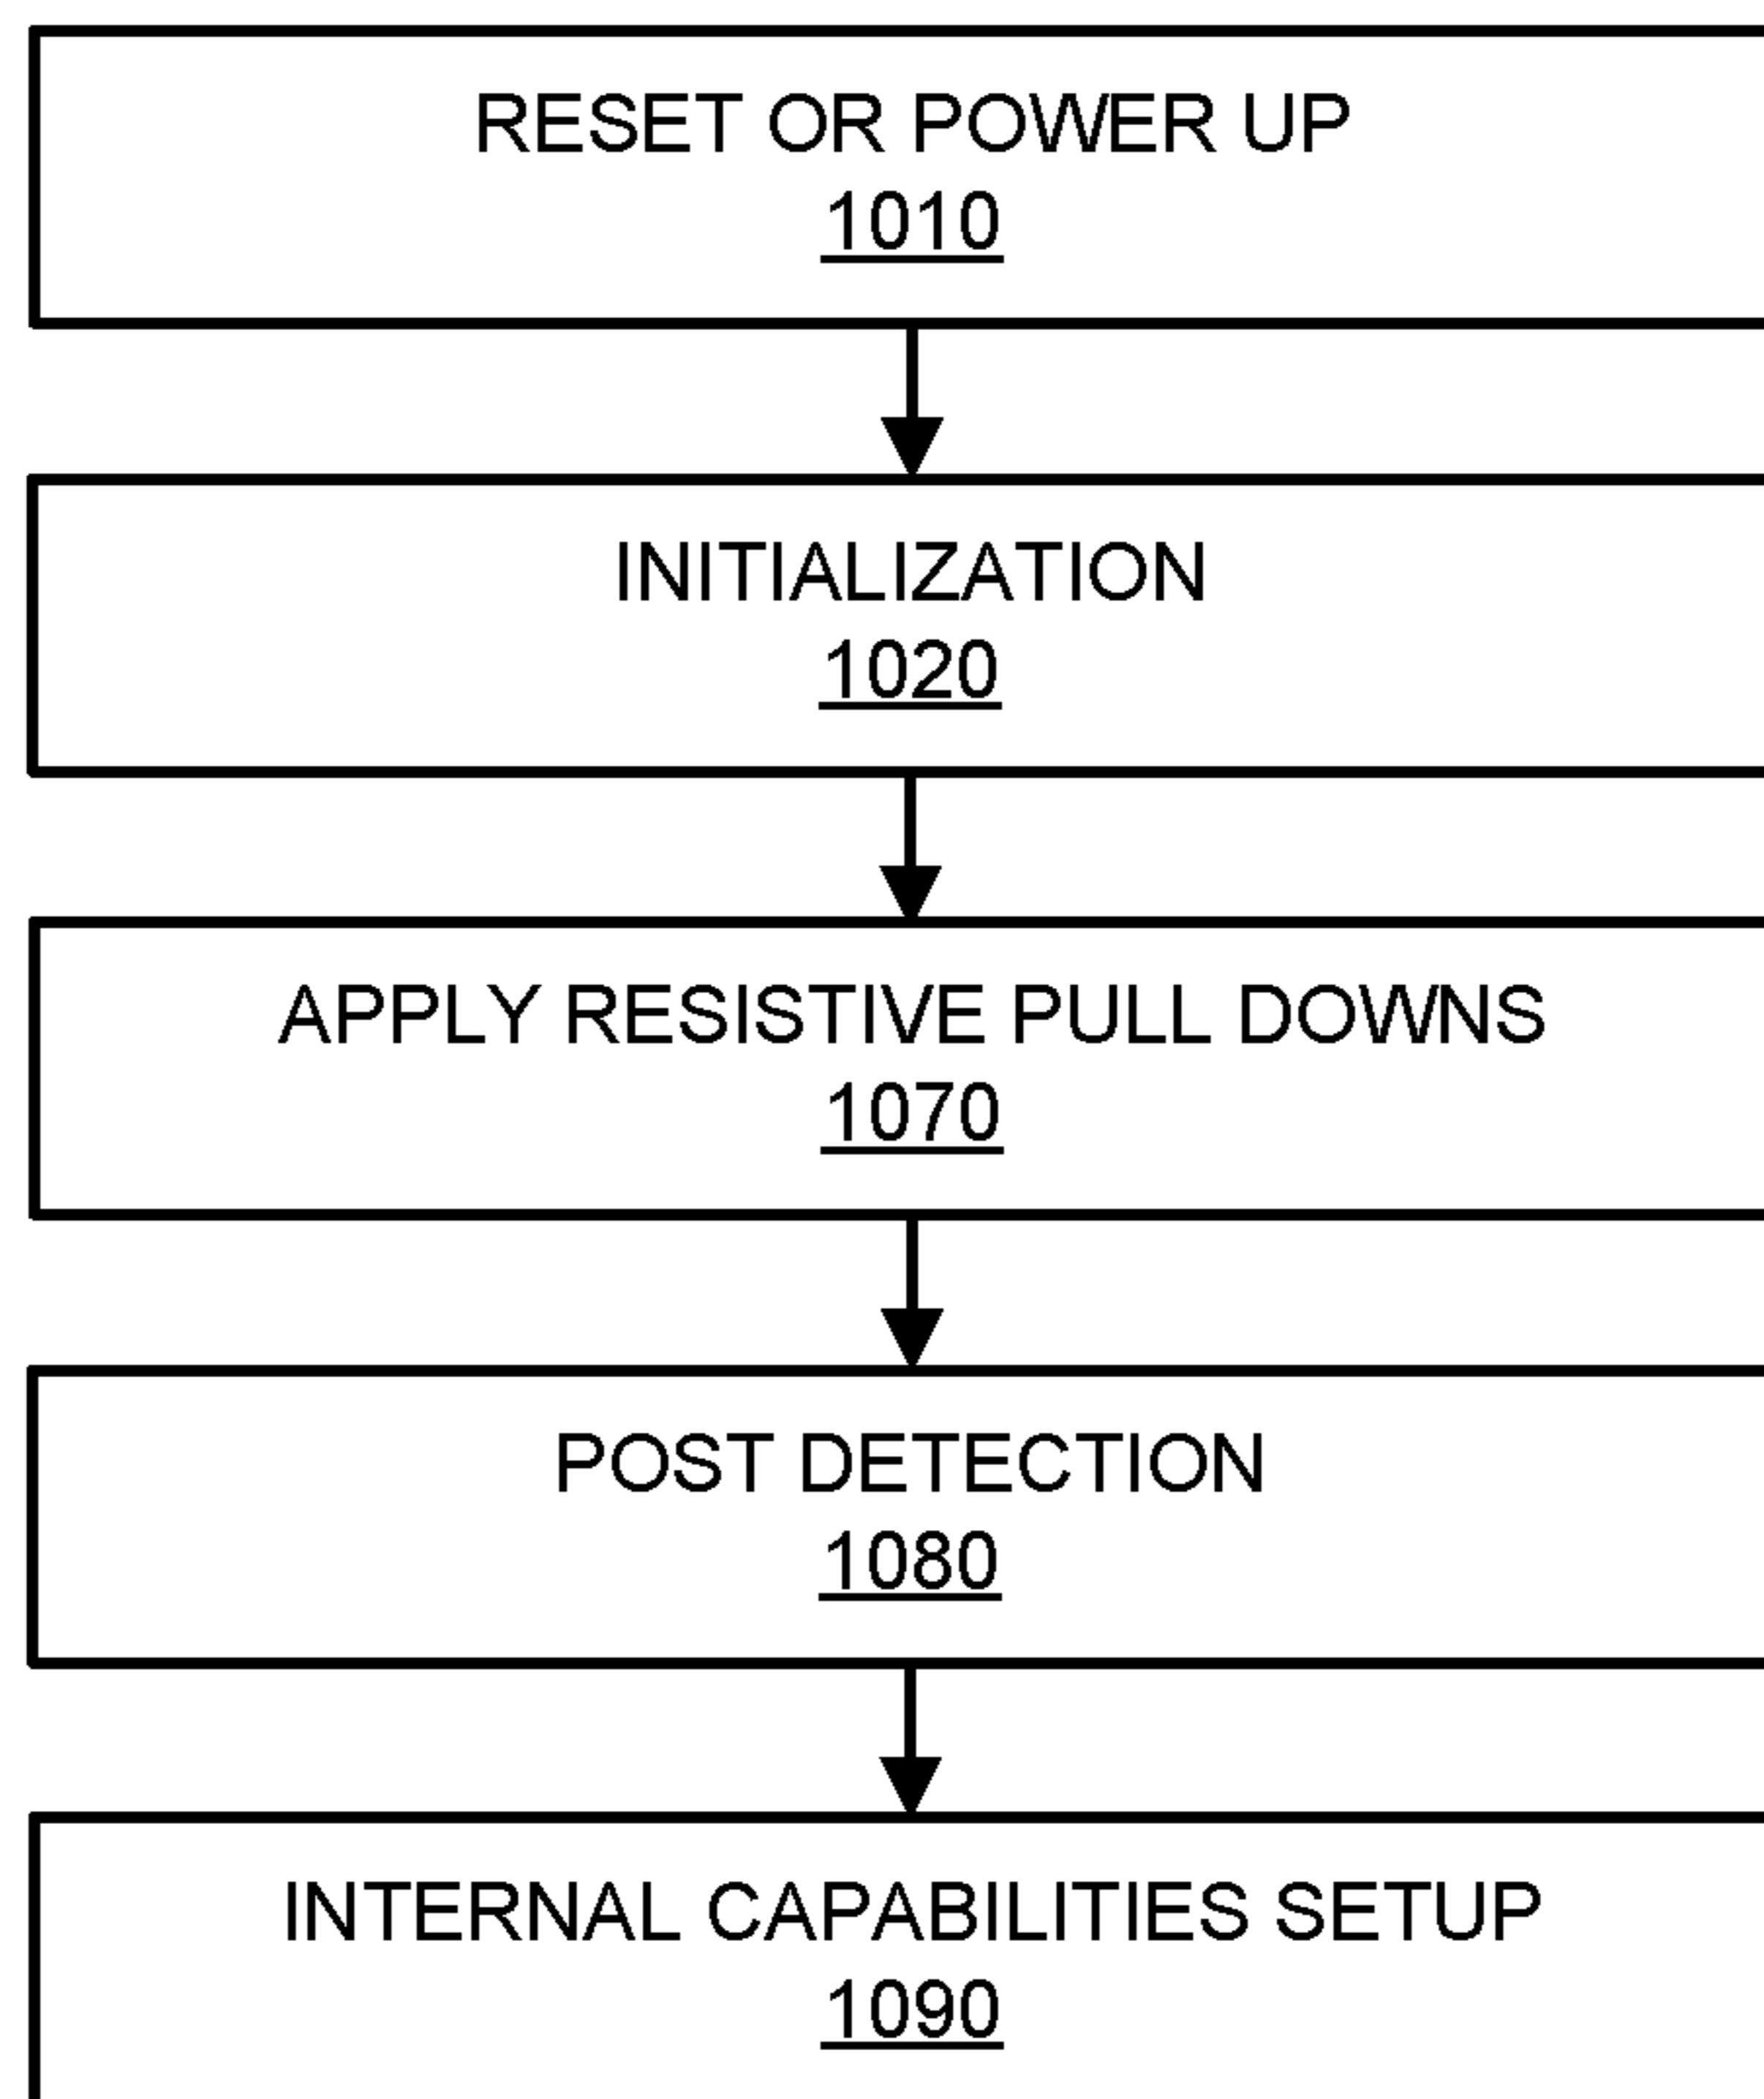 RESET OR POWER UP
1010
INITIALIZATION
1020
APPLY RESISTIVE PULL DOWNS
1070
POST DETECTION
1080
INTERNAL CAPABILITIES SETUP
1090